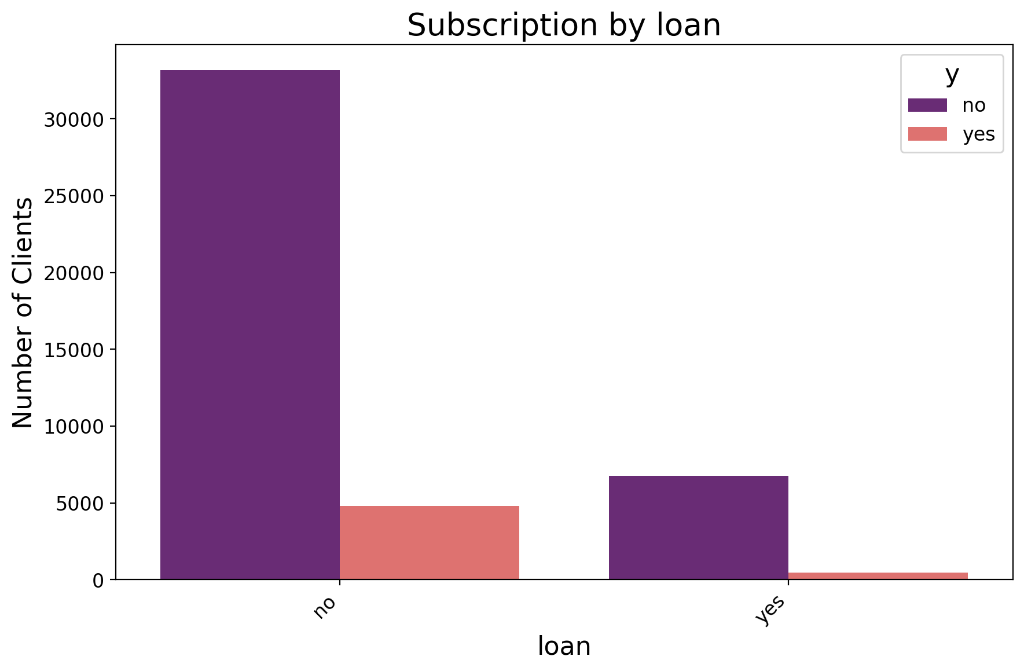 Subscription by loan
y
no
yes
Number of Clients
30000
25000
20000
15000
10000
5000
0
no
yes
loan